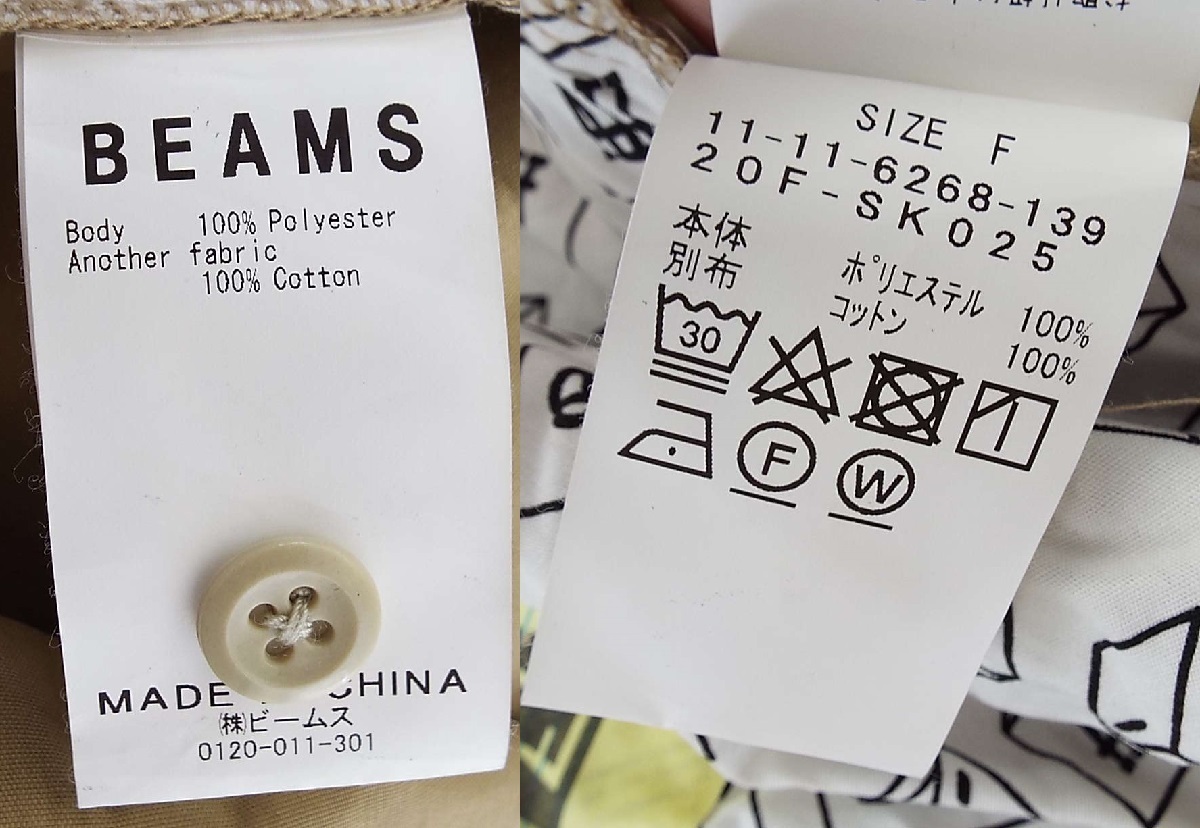 BEAMS
Body 100% Polyester
Another fabric
100% Cotton
MADE CHINA
㈱ビームス
0120-011-301
SIZE F
11-11-6268-139
20F-SK025
本体 ポリエステル 100%
別布 コットン 100%
30
F
W